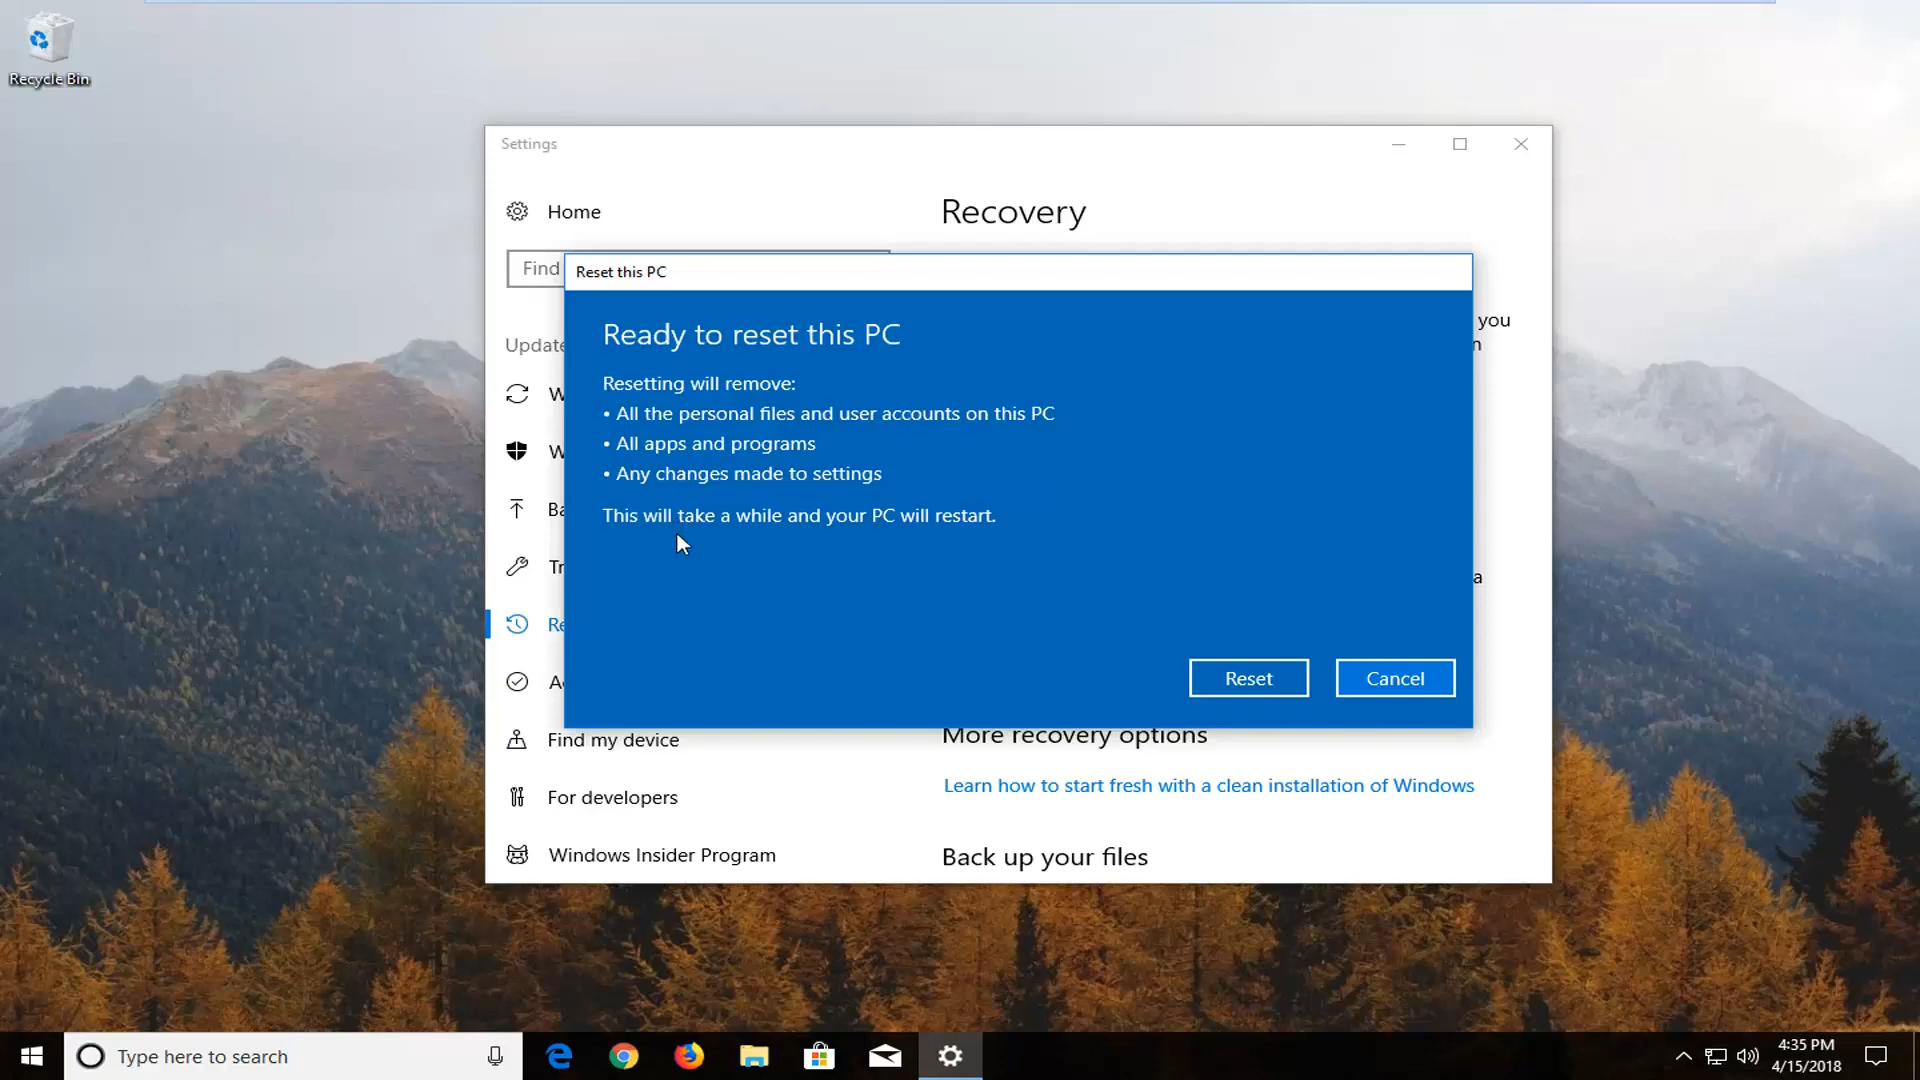 Recycle Bin
Settings
Home
Recovery
Find
Reset this PC
Ready to reset this PC
you
n
Update
Resetting will remove:
• All the personal files and user accounts on this PC
• All apps and programs
• Any changes made to settings
This will take a while and your PC will restart.
W
W
Ba
Tr
a
Re
Reset
Cancel
A
Find my device
More recovery options
Learn how to start fresh with a clean installation of Windows
For developers
Windows Insider Program
Back up your files
Type here to search
4:35 PM
4/15/2018